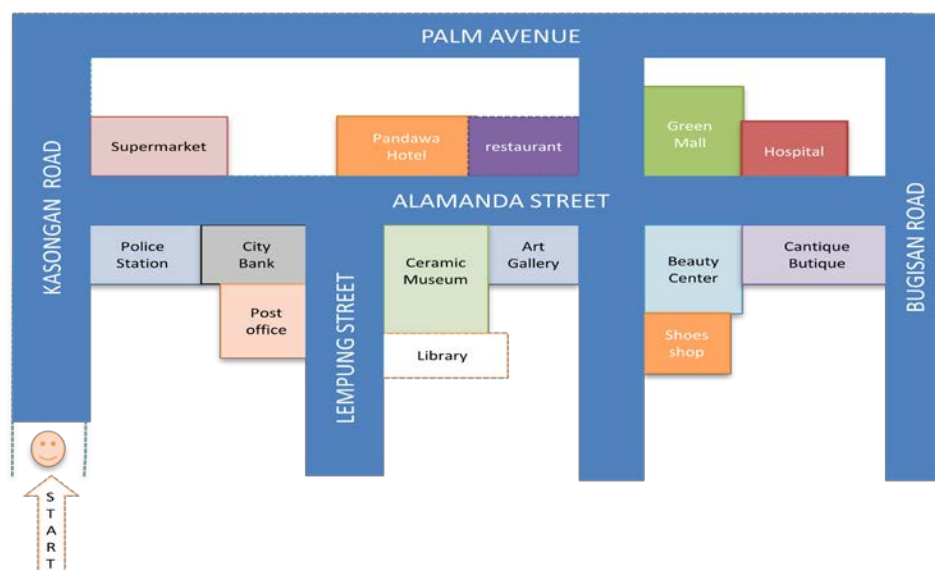 PALM AVENUE
KASONGAN ROAD
Supermarket
Pandawa
Hotel
restaurant
Green
Mall
Hospital
ALAMANDA STREET
BUGISAN ROAD
Police
Station
City
Bank
Post
office
LEMPUNG STREET
Ceramic
Museum
Art
Gallery
Library
Beauty
Center
Cantique
Butique
Shoes
shop
START